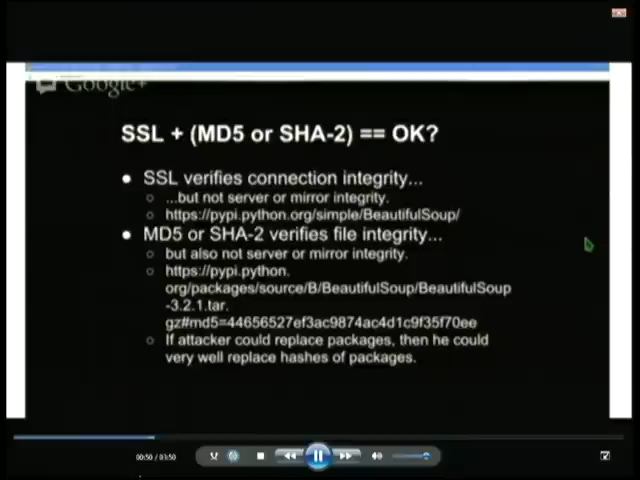 Google+
SSL + (MD5 or SHA-2) == OK?
● SSL verifies connection integrity...
○ ...but not server or mirror integrity.
○ https://pypi.python.org/simple/BeautifulSoup/
● MD5 or SHA-2 verifies file integrity...
○ but also not server or mirror integrity.
○ https://pypi.python.
org/packages/source/B/BeautifulSoup/BeautifulSoup
-3.2.1.tar.
gz#md5=44656527ef3ac9874ac4d1c9f35f70ee
○ If attacker could replace packages, then he could
very well replace hashes of packages.
00:50 / 03:50